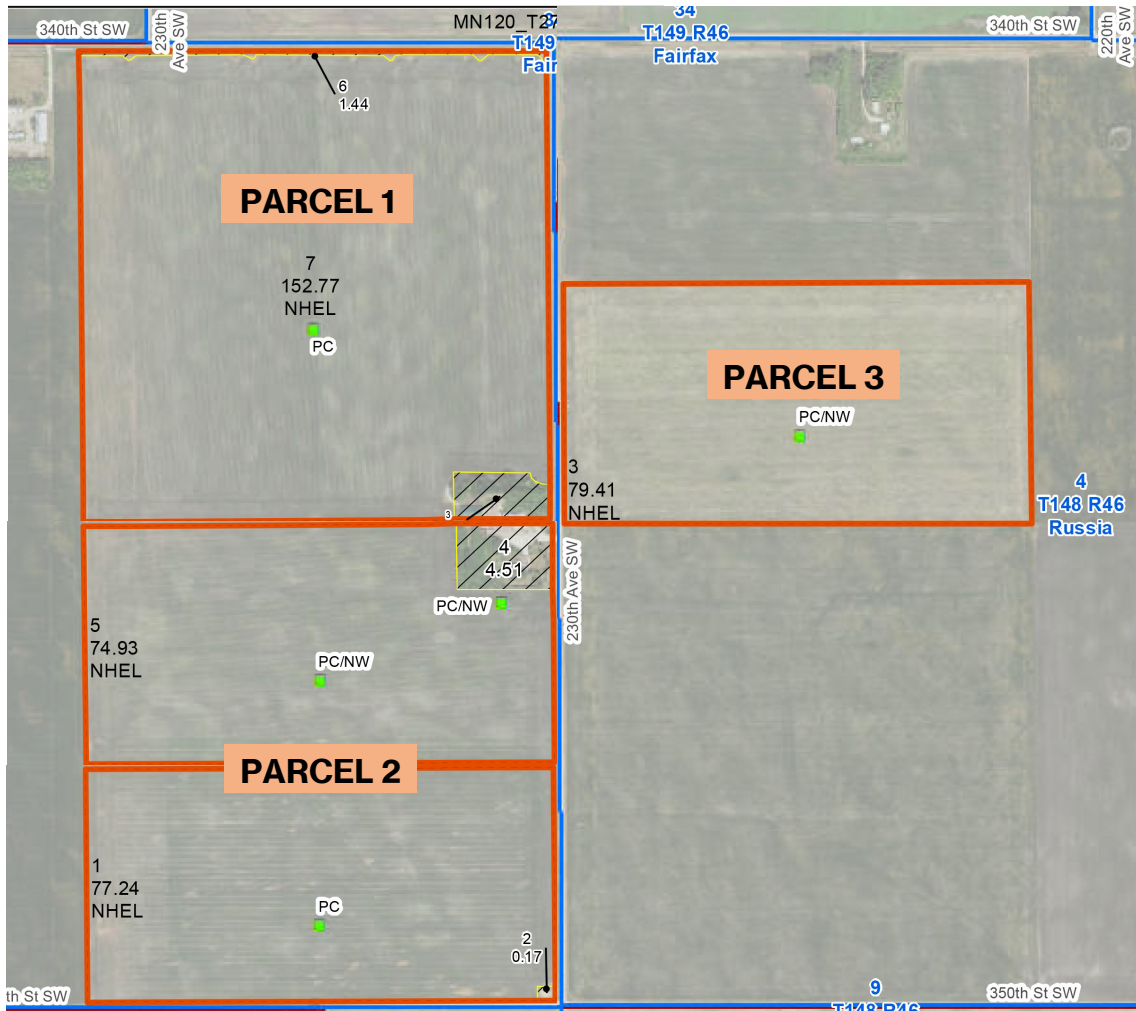 340th St SW
230th
Ave SW
MN120_T27
T149
Fair
34
T149 R46
Fairfax
340th St SW
220th
Ave SW
6
1.44
PARCEL 1
7
152.77
NHEL
PC
PARCEL 3
PC/NW
3
79.41
NHEL
4
T148 R46
Russia
3
4
4.51
PC/NW
230th Ave SW
5
74.93
NHEL
PC/NW
PARCEL 2
1
77.24
NHEL
PC
2
0.17
th St SW
9
T148 R46
350th St SW